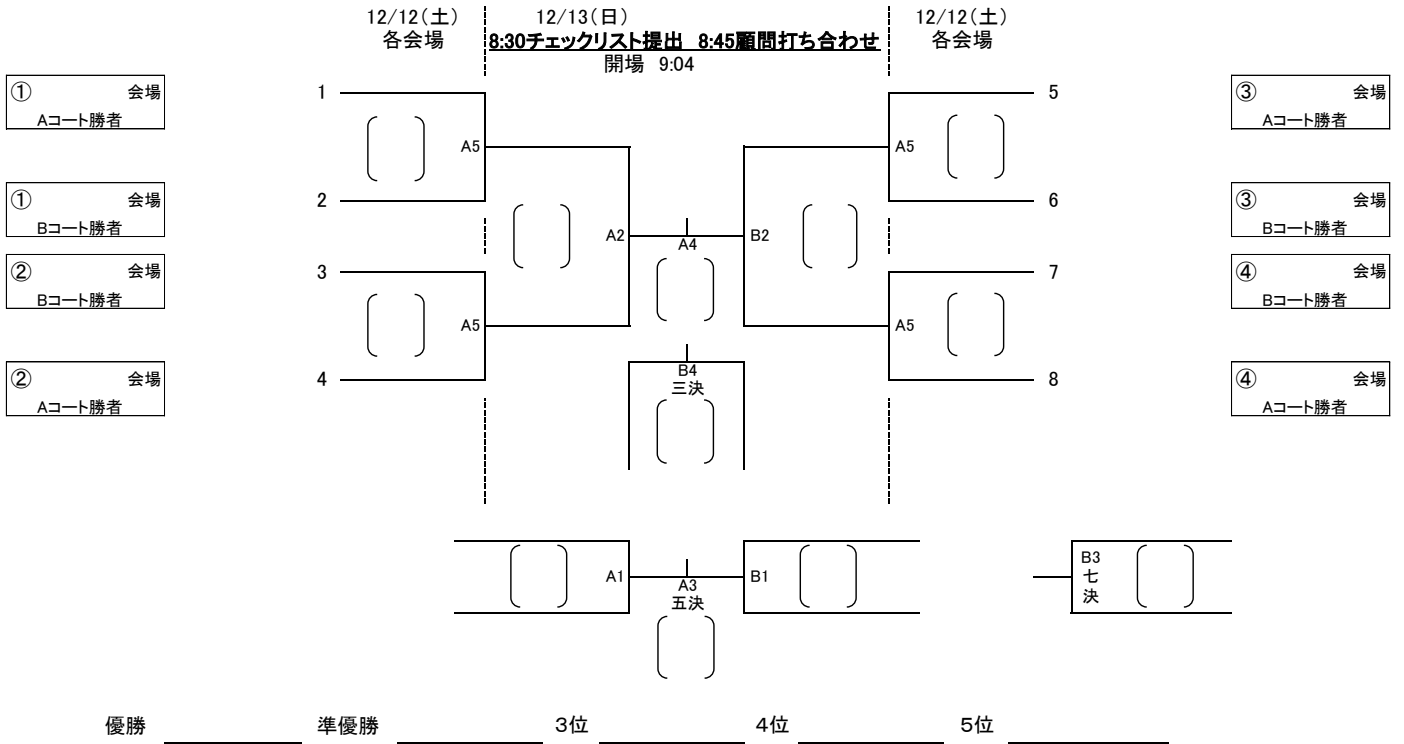 12/12(土)
12/13(日)
12/12(土)
各会場
8:30チェックリスト提出 8:45顧問打ち合わせ
各会場
開場 9:04
① 会場
Aコート勝者
1
5
③ 会場
Aコート勝者
A5
A5
① 会場
Bコート勝者
2
6
③ 会場
Bコート勝者
A2
A4
B2
② 会場
Bコート勝者
3
7
④ 会場
Bコート勝者
A5
A5
② 会場
Aコート勝者
4
B4
三決
8
④ 会場
Aコート勝者
A1
A3
五決
B1
B3
七
決
優勝 準優勝 3位 4位 5位